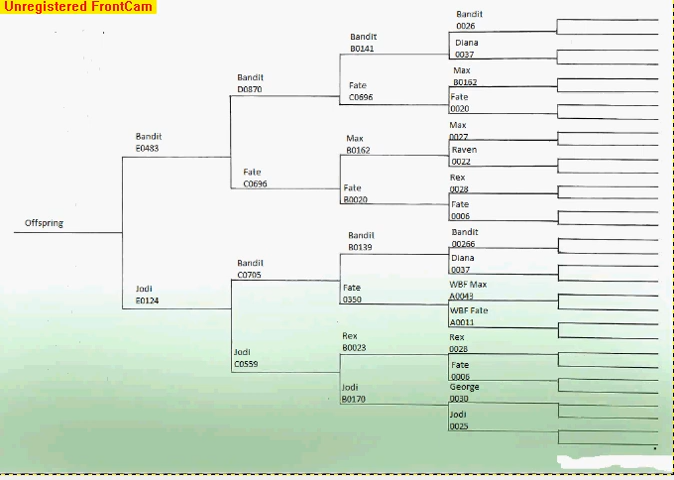 Unregistered FrontCam
Bandit
0026
Bandit
B0141
Diana
0037
Bandit
D0870
Max
B0162
Fate
C0696
Fate
0020
Bandit
E0483
Max
0027
Max
B0162
Raven
0022
Fate
C0696
Rex
0028
Fate
B0020
Fate
0006
Offspring
Bandit
00266
Bandit
B0139
Diana
0037
Bandit
C0705
WBF Max
A0043
Fate
0350
WBF Fate
A0011
Jodi
E0124
Rex
0028
Rex
B0023
Fate
0006
Jodi
C0559
George
0030
Jodi
B0170
Jodi
0025